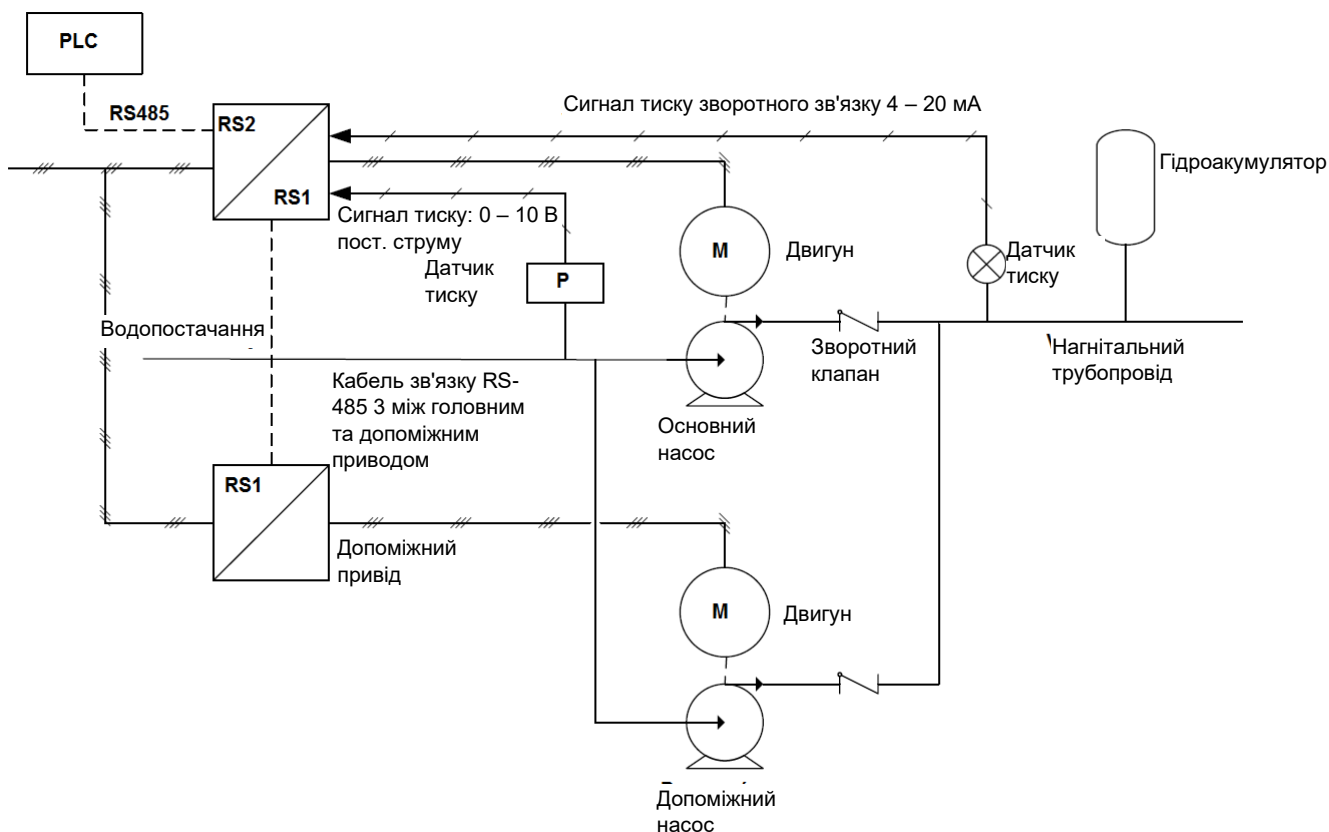 PLC
RS485
RS2
RS1
Сигнал тиску зворотного зв'язку 4 – 20 мА
Гідроакумулятор
Сигнал тиску: 0 – 10 В
пост. струму
Датчик
тиску
P
M
Двигун
Датчик
тиску
Водопостачання
Зворотний
клапан
Нагнітальний
трубопровід
Кабель зв'язку RS-
485 3 між головним
та допоміжним
приводом
Основний
насос
RS1
Допоміжний
привід
M
Двигун
Допоміжний
насос